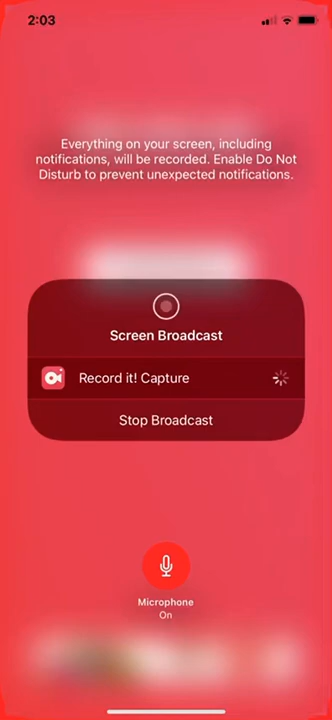 2:03
Everything on your screen, including
notifications, will be recorded. Enable Do Not
Disturb to prevent unexpected notifications.
Screen Broadcast
Record it! Capture
Stop Broadcast
Microphone
On